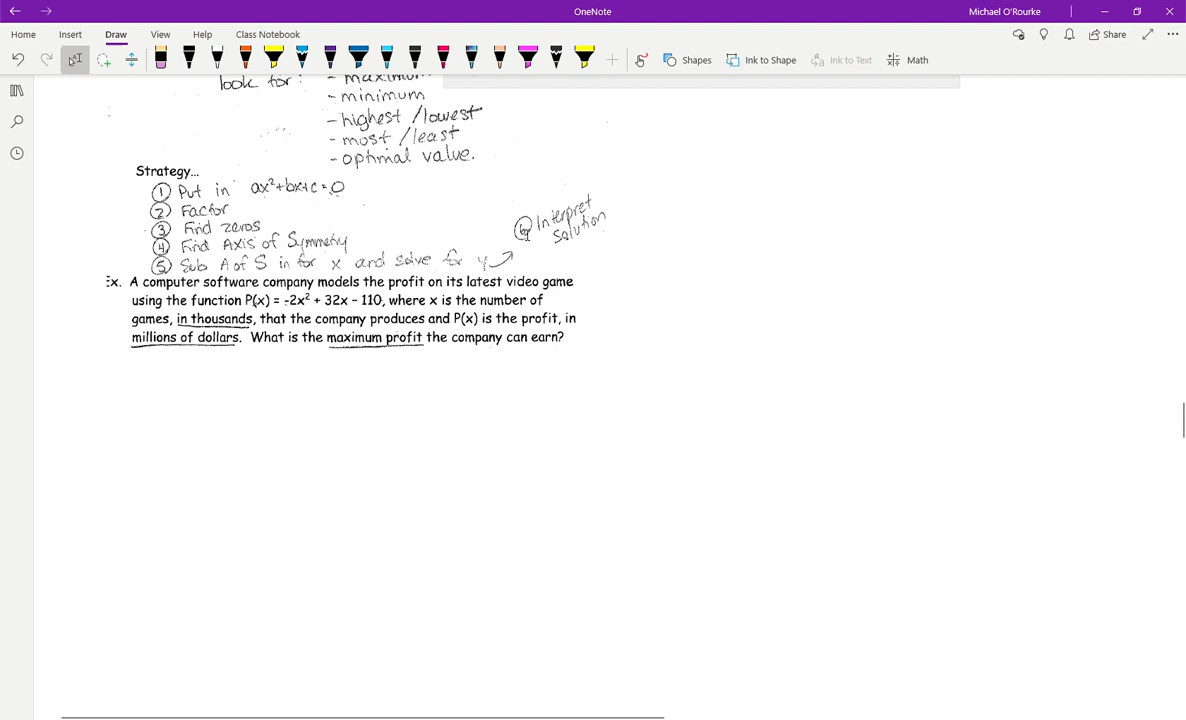 OneNote
Michael O'Rourke
Home Insert Draw View Help Class Notebook
Share
Shapes Ink to Shape Ink to Text Math
look for: - maximum
- minimum
- highest / lowest
- most / least
- optimal value.
Strategy...
① Put in ax²+bx+c=0
② Factor
③ Find zeros
④ Find Axis of Symmetry
⑤ Sub A of S in for x and solve for y
⑥ Interpret
Solution
Ex. A computer software company models the profit on its latest video game
using the function P(x) = -2x² + 32x – 110, where x is the number of
games, in thousands, that the company produces and P(x) is the profit, in
millions of dollars. What is the maximum profit the company can earn?